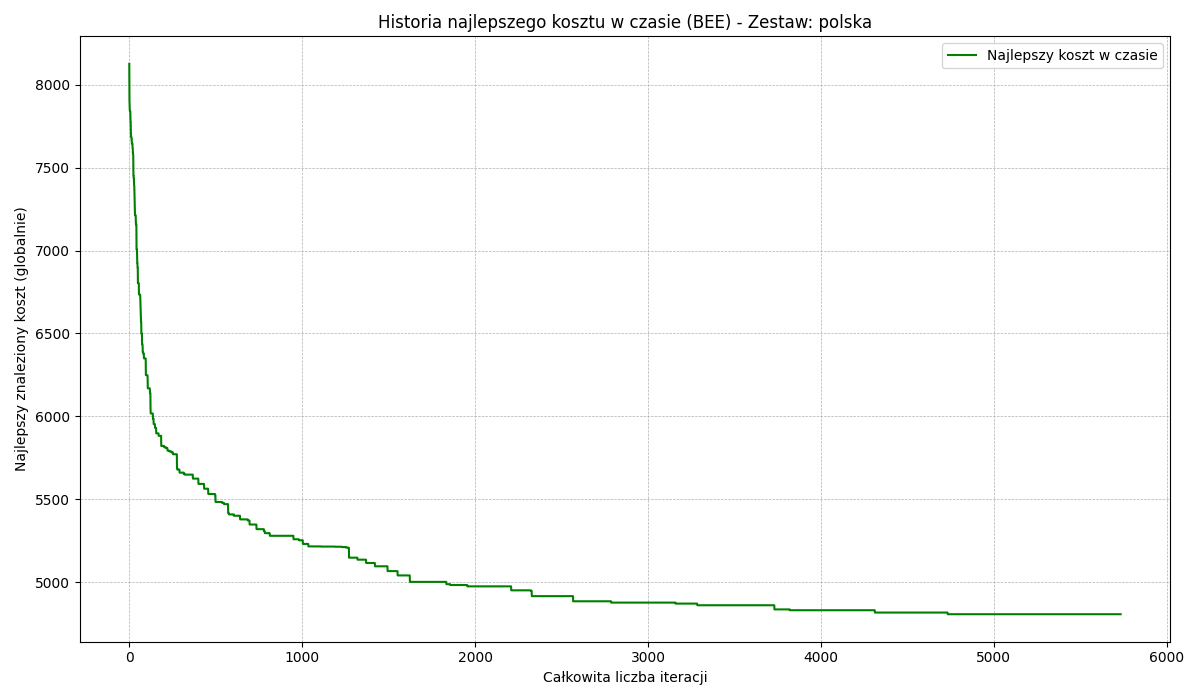 Historia najlepszego kosztu w czasie (BEE) - Zestaw: polska
Najlepszy koszt w czasie
8000
7500
7000
6500
6000
5500
5000
Najlepszy znaleziony koszt (globalnie)
0 1000 2000 3000 4000 5000 6000
Całkowita liczba iteracji